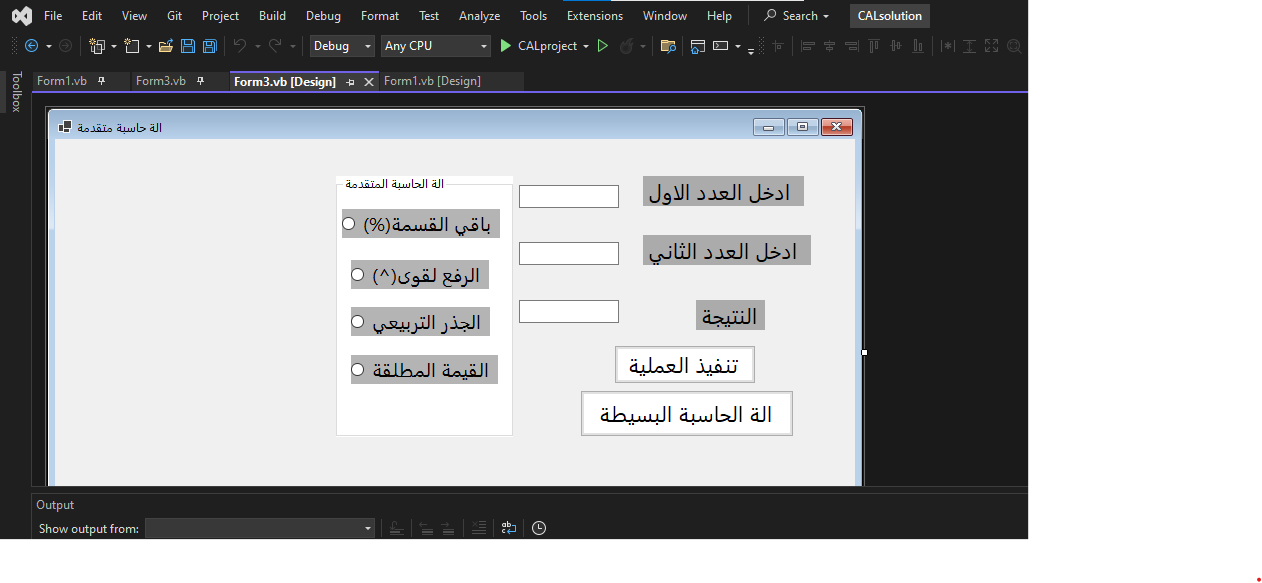 File Edit View Git Project Build Debug Format Test Analyze Tools Extensions Window Help Search CALsolution
Debug Any CPU CALproject
Toolbox
Form1.vb Form3.vb Form3.vb [Design] Form1.vb [Design]
الة حاسبة متقدمة
الة الحاسبة المتقدمة
باقي القسمة(%)
الرفع لقوى(^)
الجذر التربيعي
القيمة المطلقة
ادخل العدد الاول
ادخل العدد الثاني
النتيجة
تنفيذ العملية
الة الحاسبة البسيطة
Output
Show output from: